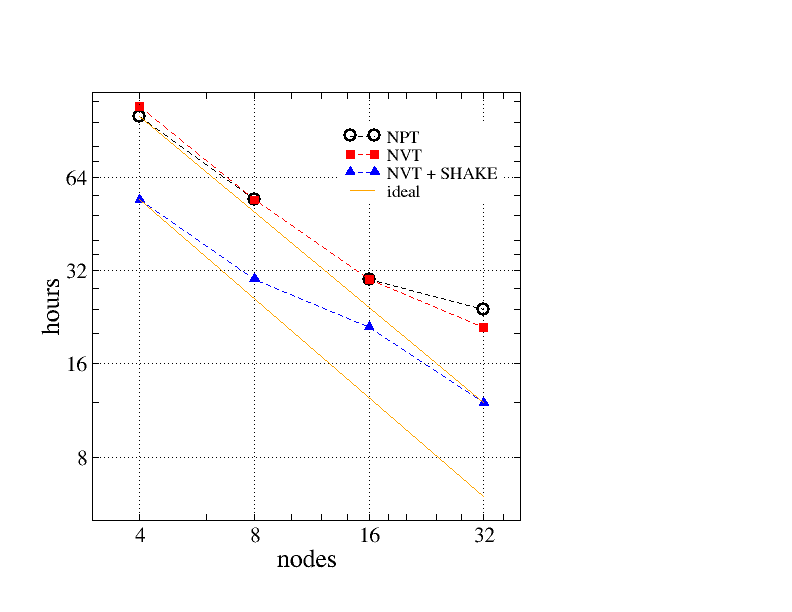 NPT
NVT
NVT + SHAKE
ideal
64
32
16
8
hours
4 8 16 32
nodes